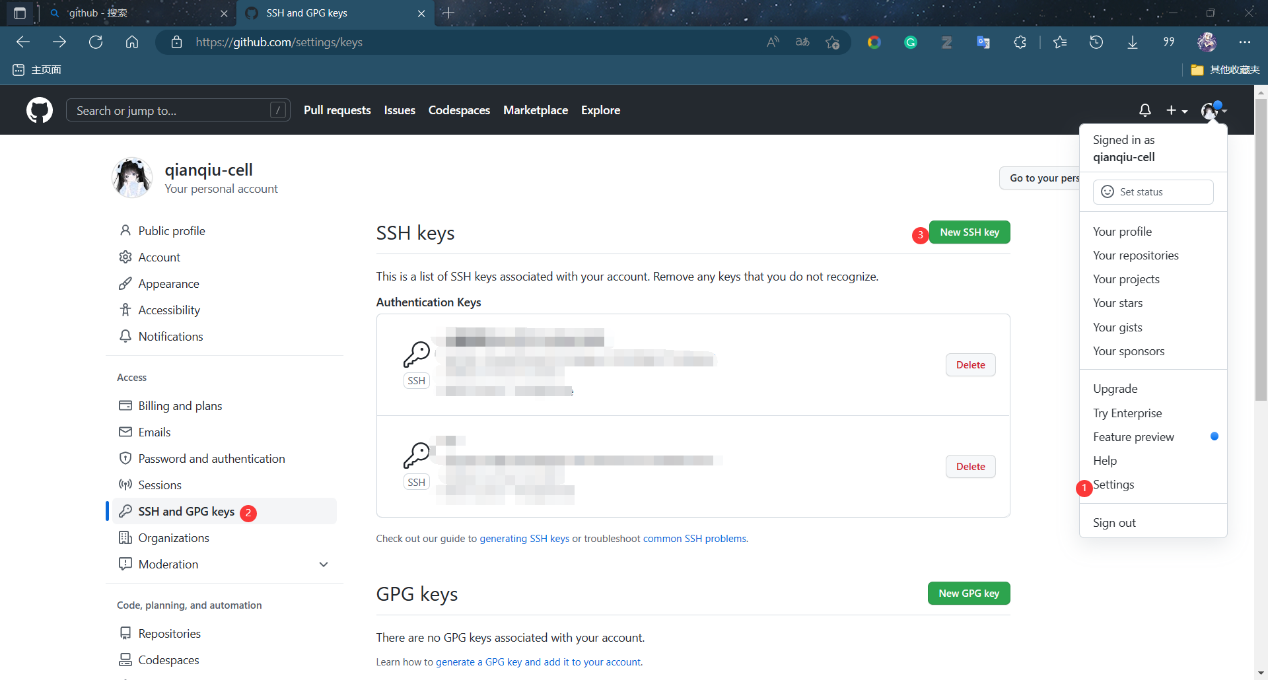 github - 搜索
SSH and GPG keys
https://github.com/settings/keys
主页面
其他收藏夹
Search or jump to...
/
Pull requests
Issues
Codespaces
Marketplace
Explore
qianqiu-cell
Your personal account
Go to your pers
Signed in as
qianqiu-cell
Set status
Your profile
Your repositories
Your projects
Your stars
Your gists
Your sponsors
Upgrade
Try Enterprise
Feature preview
Help
1 Settings
Sign out
Public profile
Account
Appearance
Accessibility
Notifications
Access
Billing and plans
Emails
Password and authentication
Sessions
SSH and GPG keys 2
Organizations
Moderation
Code, planning, and automation
Repositories
Codespaces
SSH keys
3 New SSH key
This is a list of SSH keys associated with your account. Remove any keys that you do not recognize.
Authentication Keys
SSH
Delete
SSH
Delete
Check out our guide to generating SSH keys or troubleshoot common SSH problems.
GPG keys
New GPG key
There are no GPG keys associated with your account.
Learn how to generate a GPG key and add it to your account.